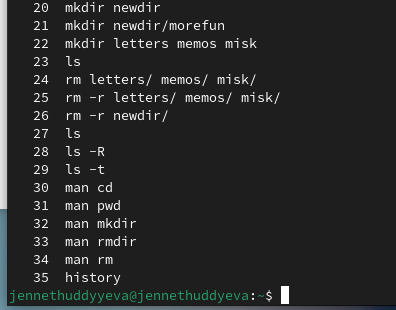 20 mkdir newdir
21 mkdir newdir/morefun
22 mkdir letters memos misk
23 ls
24 rm letters/ memos/ misk/
25 rm -r letters/ memos/ misk/
26 rm -r newdir/
27 ls
28 ls -R
29 ls -t
30 man cd
31 man pwd
32 man mkdir
33 man rmdir
34 man rm
35 history
jennethuddyyeva@jennethuddyeva:~$